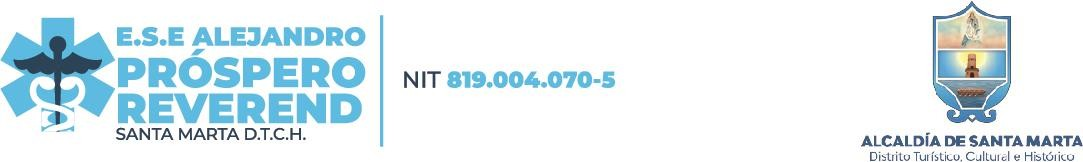 E.S.E ALEJANDRO
PRÓSPERO
REVEREND
SANTA MARTA D.T.C.H.
NIT 819.004.070-5
ALCALDÍA DE SANTA MARTA
Distrito Turístico, Cultural e Histórico